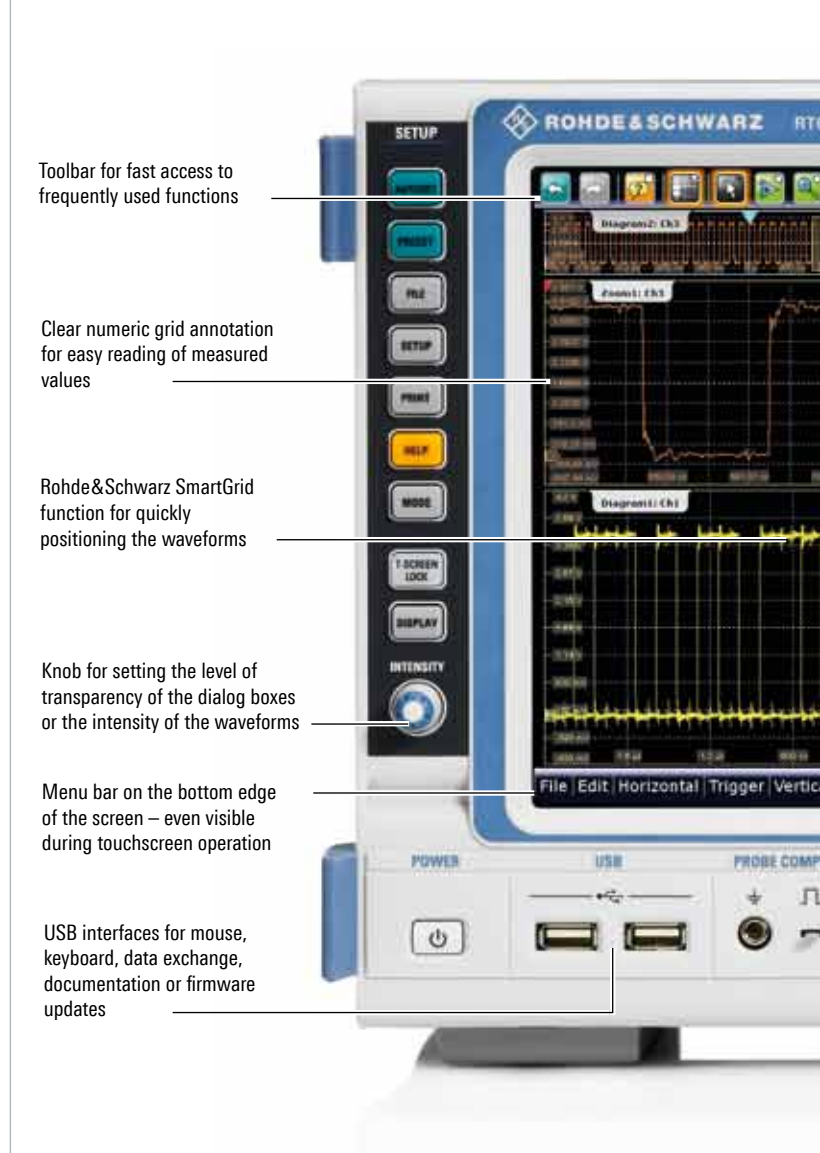 Toolbar for fast access to
frequently used functions
Clear numeric grid annotation
for easy reading of measured
values
Rohde&Schwarz SmartGrid
function for quickly
positioning the waveforms
Knob for setting the level of
transparency of the dialog boxes
or the intensity of the waveforms
Menu bar on the bottom edge
of the screen – even visible
during touchscreen operation
USB interfaces for mouse,
keyboard, data exchange,
documentation or firmware
updates
SETUP
PRESET
FILE
SETUP
PRINT
HELP
MODE
T-SCREEN
LOCK
DISPLAY
INTENSITY
ROHDE&SCHWARZ
Diagram2: Ch3
Zoom1: Ch3
Diagram1: Ch1
File Edit Horizontal Trigger Vertica
POWER
USB
PROBE COMP